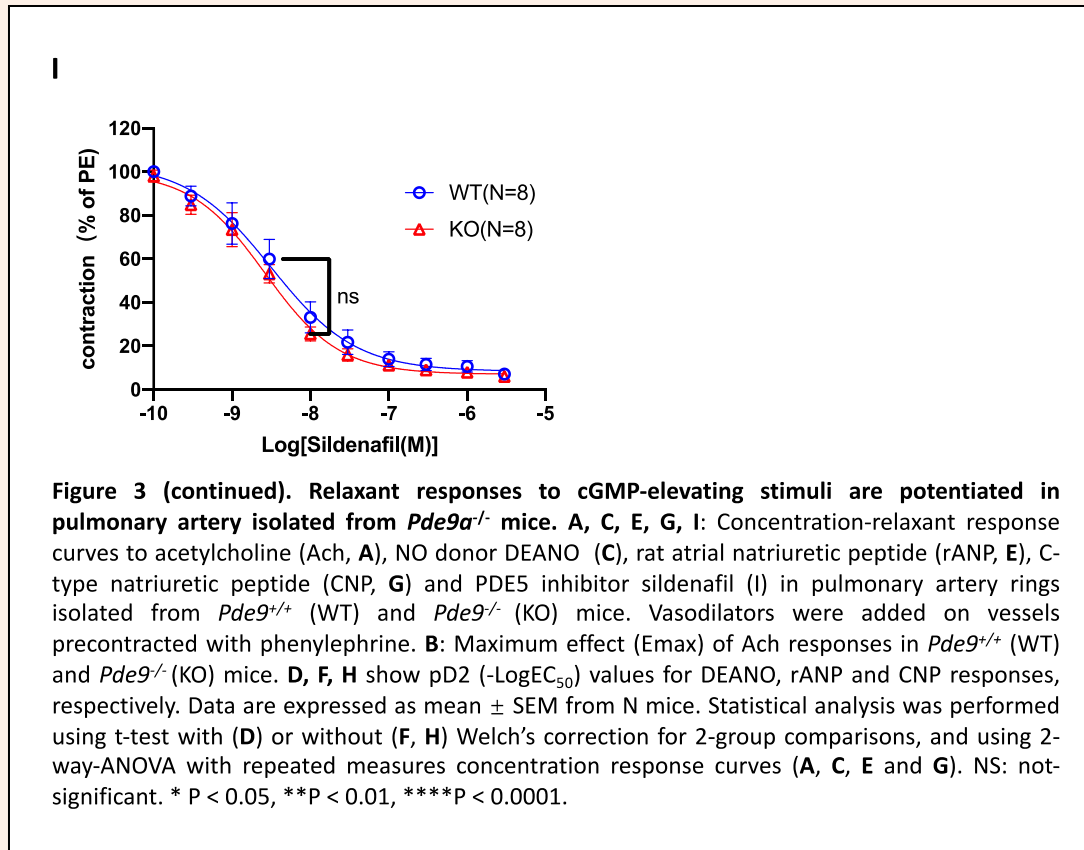 I
120
100
80
60
40
20
0
contraction (% of PE)
WT(N=8)
KO(N=8)
ns
-10 -9 -8 -7 -6 -5
Log[Sildenafil(M)]
Figure 3 (continued). Relaxant responses to cGMP-elevating stimuli are potentiated in
pulmonary artery isolated from Pde9a-/- mice. A, C, E, G, I: Concentration-relaxant response
curves to acetylcholine (Ach, A), NO donor DEANO (C), rat atrial natriuretic peptide (rANP, E), C-
type natriuretic peptide (CNP, G) and PDE5 inhibitor sildenafil (I) in pulmonary artery rings
isolated from Pde9+/+ (WT) and Pde9-/- (KO) mice. Vasodilators were added on vessels
precontracted with phenylephrine. B: Maximum effect (Emax) of Ach responses in Pde9+/+ (WT)
and Pde9-/- (KO) mice. D, F, H show pD2 (-LogEC50) values for DEANO, rANP and CNP responses,
respectively. Data are expressed as mean ± SEM from N mice. Statistical analysis was performed
using t-test with (D) or without (F, H) Welch's correction for 2-group comparisons, and using 2-
way-ANOVA with repeated measures concentration response curves (A, C, E and G). NS: not-
significant. * P < 0.05, **P < 0.01, ****P < 0.0001.